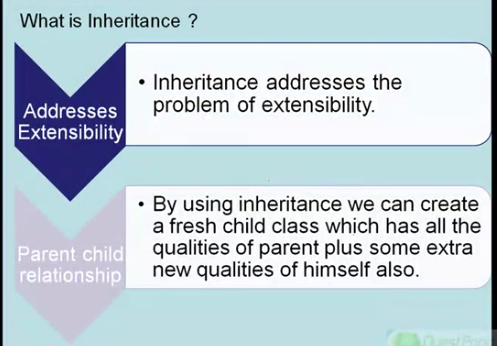 What is Inheritance ?
Addresses
Extensibility
• Inheritance addresses the
problem of extensibility.
Parent child
relationship
• By using inheritance we can create
a fresh child class which has all the
qualities of parent plus some extra
new qualities of himself also.